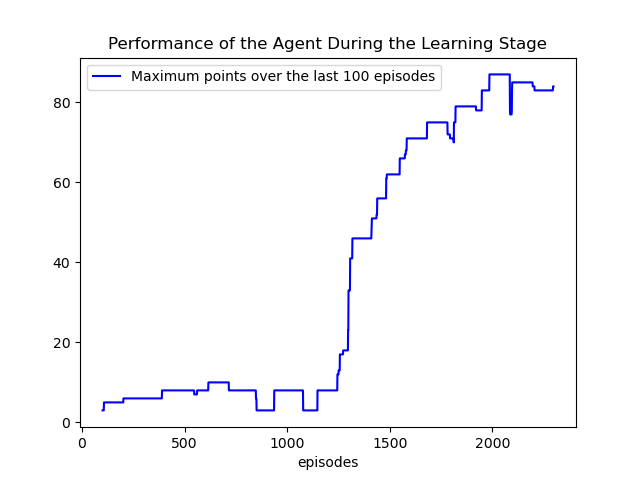 Performance of the Agent During the Learning Stage
Maximum points over the last 100 episodes
80
60
40
20
0
0 500 1000 1500 2000
episodes